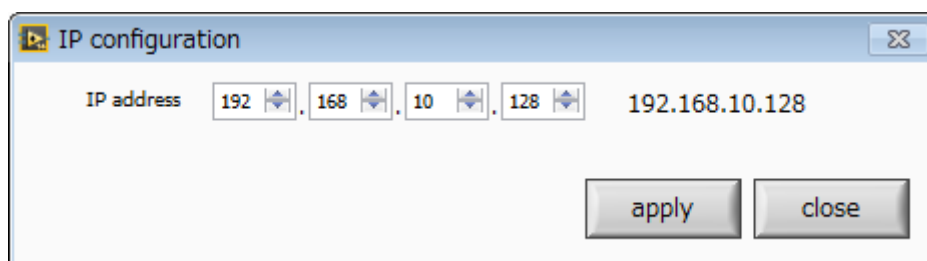 IP configuration
IP address 192 . 168 . 10 . 128 192.168.10.128
apply close